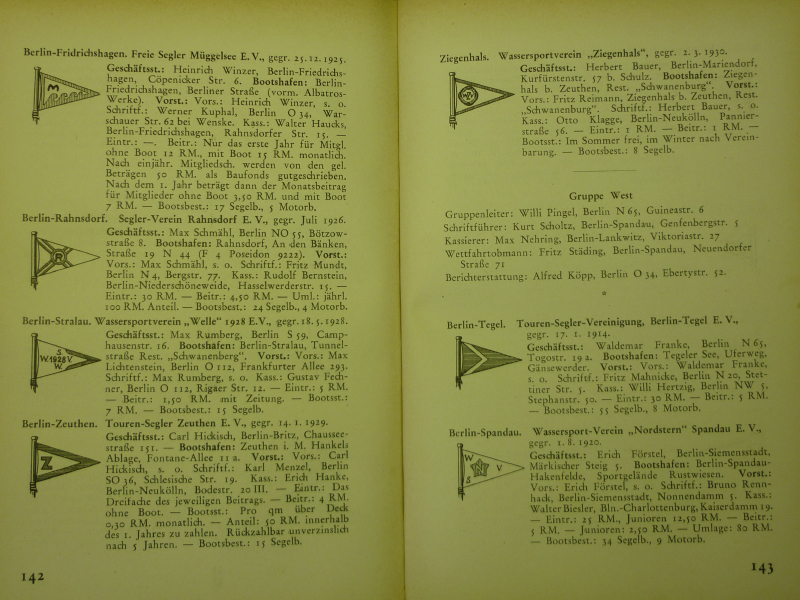 Berlin-Fridrichshagen. Freie Segler Müggelsee E. V., gegr. 25. 12. 1925.
M
Geschäftsst.: Heinrich Winzer, Berlin-Friedrichs-
hagen, Cöpenicker Str. 6. Bootshafen: Berlin-
Friedrichshagen, Berliner Straße (vorm. Albatros-
Werke). Vorst.: Vors.: Heinrich Winzer, s. o.
Schriftf.: Werner Kuphal, Berlin O 34, War-
schauer Str. 62 bei Wenske. Kass.: Walter Haucks,
Berlin-Friedrichshagen, Rahnsdorfer Str. 15. —
Eintr.: —. Beitr.: Nur das erste Jahr für Mitgl.
ohne Boot 12 RM., mit Boot 15 RM. monatlich.
Nach einjähr. Mitgliedsch. werden von den gel.
Beträgen 50 RM. als Baufonds gutgeschrieben.
Nach dem 1. Jahr beträgt dann der Monatsbeitrag
für Mitglieder ohne Boot 3,50 RM. und mit Boot
7 RM. — Bootsbest.: 17 Segelb., 5 Motorb.
Berlin-Rahnsdorf. Segler-Verein Rahnsdorf E. V., gegr. Juli 1926.
R
Geschäftsst.: Max Schmähl, Berlin NO 55, Bötzow-
straße 8. Bootshafen: Rahnsdorf, An den Bänken,
Straße 19 N 44 (F 4 Poseidon 9222). Vorst.:
Vors.: Max Schmähl, s. o. Schriftf.: Fritz Mundt,
Berlin N 4, Bergstr. 77. Kass.: Rudolf Bernstein,
Berlin-Niederschöneweide, Hasselwerderstr. 15. —
Eintr.: 30 RM. — Beitr.: 4,50 RM. — Uml.: jährl.
100 RM. Anteil. — Bootsbest.: 24 Segelb., 4 Motorb.
Berlin-Stralau. Wassersportverein „Welle" 1928 E. V., gegr. 18. 5. 1928.
S
W. 1928 V.
W.
Geschäftsst.: Max Rumberg, Berlin S 59, Camp-
hausenstr. 16. Bootshafen: Berlin-Stralau, Tunnel-
straße Rest. „Schwanenberg". Vorst.: Vors.: Max
Lichtenstein, Berlin O 112, Frankfurter Allee 293.
Schriftf.: Max Rumberg, s. o. Kass.: Gustav Fech-
ner, Berlin O 112, Rigaer Str. 12. — Eintr.: 5 RM.
— Beitr.: 1,50 RM. mit Zeitung. — Bootsst.:
7 RM. — Bootsbest.: 15 Segelb.
Berlin-Zeuthen. Touren-Segler Zeuthen E. V., gegr. 14. 1. 1929.
Z
Geschäftsst.: Carl Hickisch, Berlin-Britz, Chaussee-
straße 151. — Bootshafen: Zeuthen i. M. Hankels
Ablage, Fontane-Allee 11 a. Vorst.: Vors.: Carl
Hickisch, s. o. Schriftf.: Karl Menzel, Berlin
SO 36, Schlesische Str. 19. Kass.: Erich Hanke,
Berlin-Neukölln, Bodestr. 20 III. — Eintr.: Das
Dreifache des jeweiligen Beitrags. — Beitr.: 4 RM.
ohne Boot. — Bootsst.: Pro qm über Deck
0,30 RM. monatlich. — Anteil: 50 RM. innerhalb
des 1. Jahres zu zahlen. Rückzahlbar unverzinslich
nach 5 Jahren. — Bootsbest.: 15 Segelb.
142
Ziegenhals. Wassersportverein „Ziegenhals", gegr. 2. 3. 1930.
Geschäftsst.: Herbert Bauer, Berlin-Mariendorf,
Kurfürstenstr. 57 b. Schulz. Bootshafen: Ziegen-
hals b. Zeuthen, Rest. „Schwanenburg". Vorst.:
Vors.: Fritz Reimann, Ziegenhals b. Zeuthen, Rest.
„Schwanenburg". Schriftf.: Herbert Bauer, s. o.
Kass.: Otto Klagge, Berlin-Neukölln, Pannier-
straße 56. — Eintr.: 1 RM. — Beitr.: 1 RM. —
Bootsst.: Im Sommer frei, im Winter nach Verein-
barung. — Bootsbest.: 8 Segelb.
Gruppe West
Gruppenleiter: Willi Pingel, Berlin N 65, Guineastr. 6
Schriftführer: Kurt Scholtz, Berlin-Spandau, Genfenbergstr. 5
Kassierer: Max Nehring, Berlin-Lankwitz, Viktoriastr. 27
Wettfahrtobmann: Fritz Städing, Berlin-Spandau, Neuendorfer
Straße 71
Berichterstattung: Alfred Köpp, Berlin O 34, Ebertystr. 52.
Berlin-Tegel. Touren-Segler-Vereinigung, Berlin-Tegel E. V.,
gegr. 17. 1. 1914.
Geschäftsst.: Waldemar Franke, Berlin N 65,
Togostr. 19 a. Bootshafen: Tegeler See, Uferweg,
Gänsewerder. Vorst.: Vors.: Waldemar Franke,
s. o. Schriftf.: Fritz Mahnicke, Berlin N 20, Stet-
tiner Str. 5. Kass.: Willi Hertzig, Berlin NW 5,
Stephanstr. 50. — Eintr.: 30 RM. — Beitr.: 5 RM.
— Bootsbest.: 55 Segelb., 8 Motorb.
Berlin-Spandau. Wassersport-Verein „Nordstern" Spandau E. V.,
gegr. 1. 8. 1920.
W
V
S
Geschäftsst.: Erich Förstel, Berlin-Siemensstadt,
Märkischer Steig 5. Bootshafen: Berlin-Spandau-
Hakenfelde, Sportgelände Rustwiesen. Vorst.:
Vors.: Erich Förstel, s. o. Schriftf.: Bruno Renn-
hack, Berlin-Siemensstadt, Nonnendamm 5. Kass.:
Walter Biesler, Bln.-Charlottenburg, Kaiserdamm 19.
— Eintr.: 25 RM., Junioren 12,50 RM. — Beitr.:
5 RM. — Junioren: 2,50 RM. — Umlage: 80 RM.
— Bootsbest.: 34 Segelb., 9 Motorb.
143